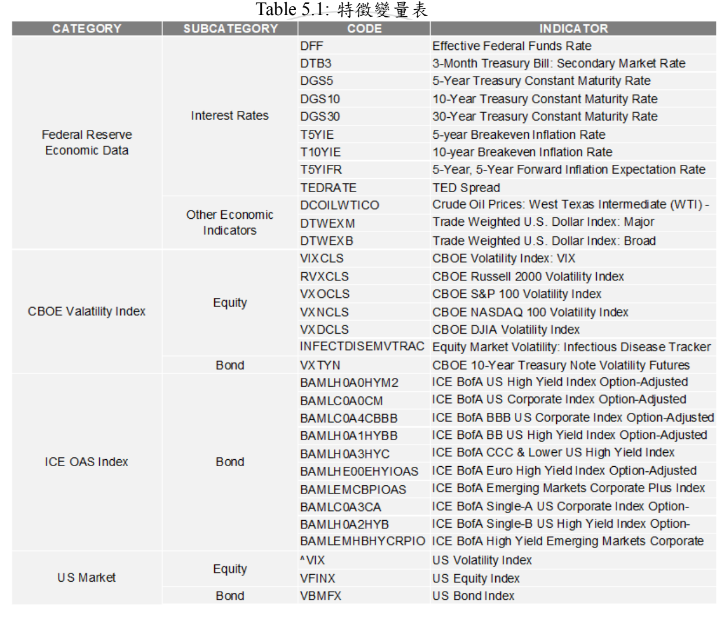 Table 5.1: 特徵變量表
CATEGORY SUBCATEGORY CODE INDICATOR
Federal Reserve Economic Data
Interest Rates
DFF Effective Federal Funds Rate
DTB3 3-Month Treasury Bill: Secondary Market Rate
DGS5 5-Year Treasury Constant Maturity Rate
DGS10 10-Year Treasury Constant Maturity Rate
DGS30 30-Year Treasury Constant Maturity Rate
T5YIE 5-year Breakeven Inflation Rate
T10YIE 10-year Breakeven Inflation Rate
T5YIFR 5-Year, 5-Year Forward Inflation Expectation Rate
TEDRATE TED Spread
Other Economic Indicators
DCOILWTICO Crude Oil Prices: West Texas Intermediate (WTI) -
DTWEXM Trade Weighted U.S. Dollar Index: Major
DTWEXB Trade Weighted U.S. Dollar Index: Broad
CBOE Valatility Index
Equity
VIXCLS CBOE Volatility Index: VIX
RVXCLS CBOE Russell 2000 Volatility Index
VXOCLS CBOE S&P 100 Volatility Index
VXNCLS CBOE NASDAQ 100 Volatility Index
VXDCLS CBOE DJIA Volatility Index
INFECTDISEMVTRAC Equity Market Volatility: Infectious Disease Tracker
Bond
VXTYN CBOE 10-Year Treasury Note Volatility Futures
ICE OAS Index
Bond
BAMLH0A0HYM2 ICE BofA US High Yield Index Option-Adjusted
BAMLC0A0CM ICE BofA US Corporate Index Option-Adjusted
BAMLC0A4CBBB ICE BofA BBB US Corporate Index Option-Adjusted
BAMLH0A1HYBB ICE BofA BB US High Yield Index Option-Adjusted
BAMLH0A3HYC ICE BofA CCC & Lower US High Yield Index
BAMLHE00EHYIOAS ICE BofA Euro High Yield Index Option-Adjusted
BAMLEMCBPIOAS ICE BofA Emerging Markets Corporate Plus Index
BAMLC0A3CA ICE BofA Single-A US Corporate Index Option-
BAMLH0A2HYB ICE BofA Single-B US High Yield Index Option-
BAMLEMHBHYCRPIO ICE BofA High Yield Emerging Markets Corporate
US Market
Equity
^VIX US Volatility Index
VFINX US Equity Index
Bond
VBMFX US Bond Index